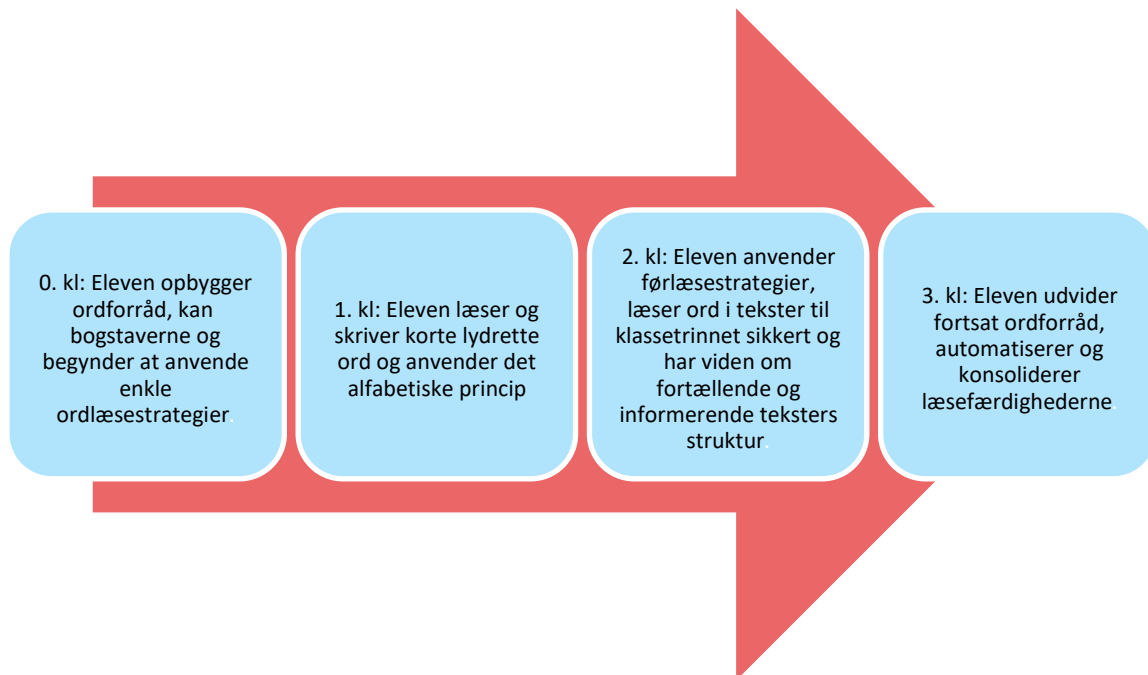 0. kl: Eleven opbygger
ordforråd, kan
bogstaverne og
begynder at anvende
enkle
ordlæsestrategier.
1. kl: Eleven læser og
skriver korte lydrette
ord og anvender det
alfabetiske princip
2. kl: Eleven anvender
førlæsestrategier,
læser ord i tekster til
klassetrinnet sikkert og
har viden om
fortællende og
informerende teksters
struktur.
3. kl: Eleven udvider
fortsat ordforråd,
automatiserer og
konsoliderer
læsefærdighederne.